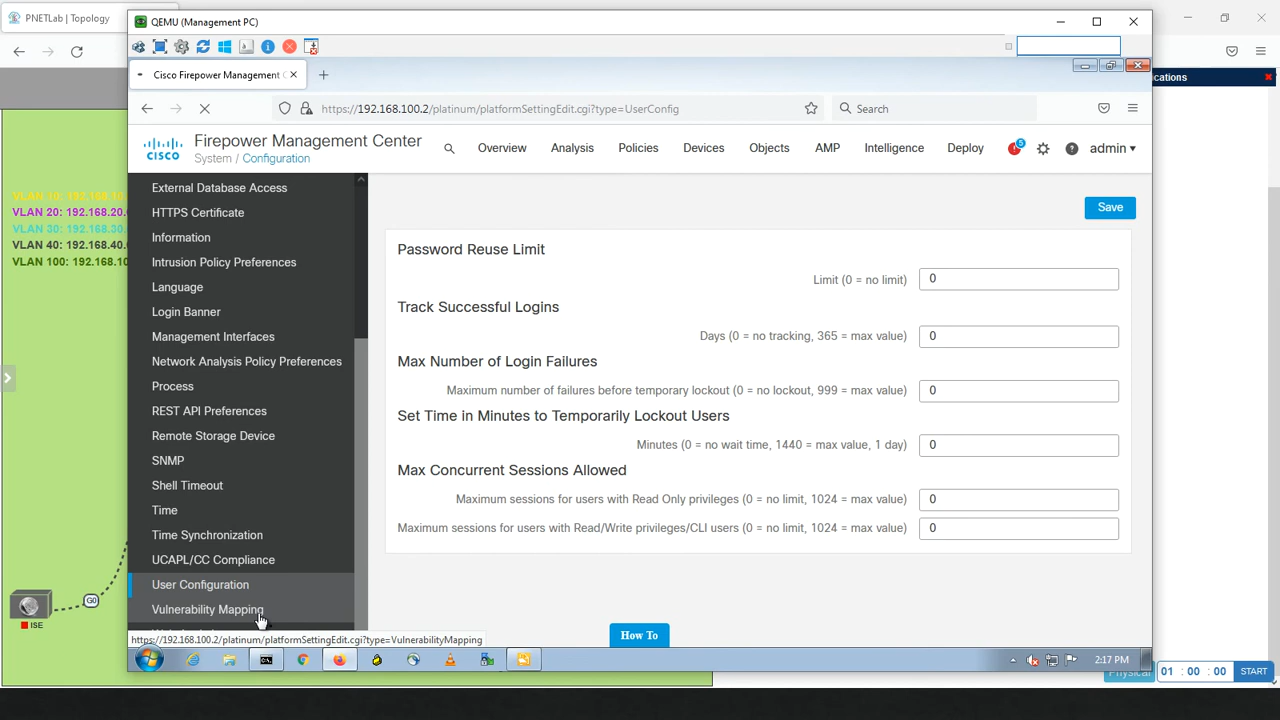 PNETLab | Topology
QEMU (Management PC)
Cisco Firepower Management
https://192.168.100.2/platinum/platformSettingEdit.cgi?type=UserConfig
Search
cisco
Firepower Management Center
System / Configuration
Overview
Analysis
Policies
Devices
Objects
AMP
Intelligence
Deploy
5
admin
External Database Access
HTTPS Certificate
Information
Intrusion Policy Preferences
Language
Login Banner
Management Interfaces
Network Analysis Policy Preferences
Process
REST API Preferences
Remote Storage Device
SNMP
Shell Timeout
Time
Time Synchronization
UCAPL/CC Compliance
User Configuration
Vulnerability Mapping
https://192.168.100.2/platinum/platformSettingEdit.cgi?type=VulnerabilityMapping
Save
Password Reuse Limit
Limit (0 = no limit) 0
Track Successful Logins
Days (0 = no tracking, 365 = max value) 0
Max Number of Login Failures
Maximum number of failures before temporary lockout (0 = no lockout, 999 = max value) 0
Set Time in Minutes to Temporarily Lockout Users
Minutes (0 = no wait time, 1440 = max value, 1 day) 0
Max Concurrent Sessions Allowed
Maximum sessions for users with Read Only privileges (0 = no limit, 1024 = max value) 0
Maximum sessions for users with Read/Write privileges/CLI users (0 = no limit, 1024 = max value) 0
How To
2:17 PM
VLAN 10: 192.168.10.
VLAN 20: 192.168.20.
VLAN 30: 192.168.30.
VLAN 40: 192.168.40.
VLAN 100: 192.168.10
G0
ISE
ications
Physical
01 : 00 : 00
START